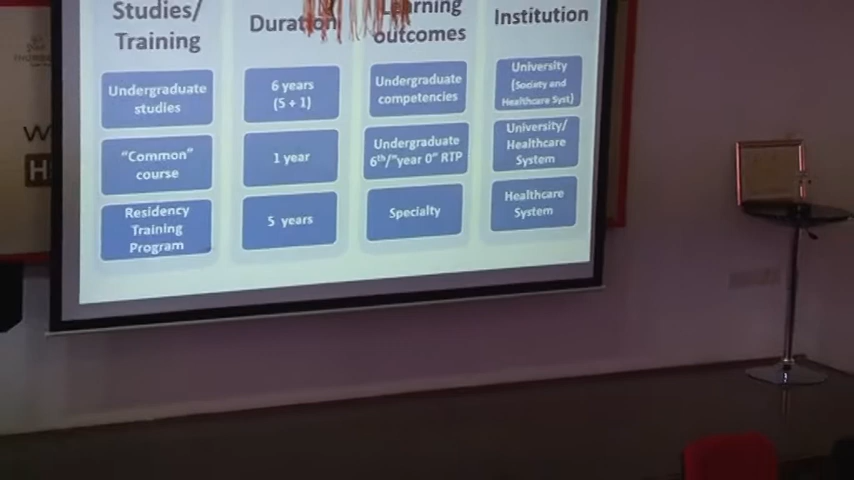 Studies/
Training
Duration
Learning
outcomes
Institution
Undergraduate
studies
6 years
(5 + 1)
Undergraduate
competencies
University
(Society and
Healthcare Syst)
"Common"
course
1 year
Undergraduate
6th/"year 0" RTP
University/
Healthcare
System
Residency
Training
Program
5 years
Specialty
Healthcare
System
W
H